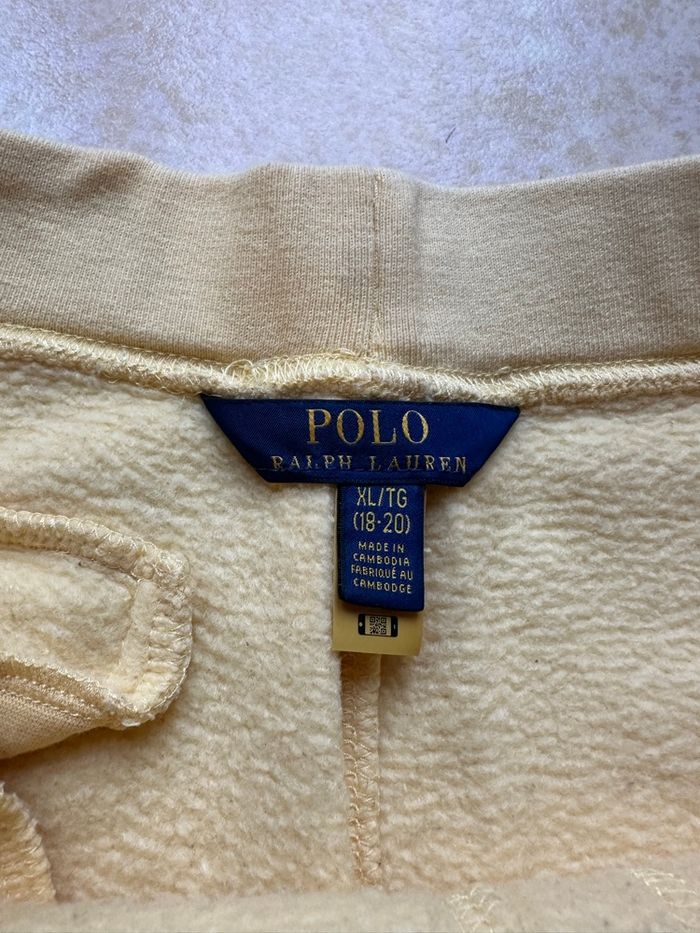 POLO
RALPH LAUREN
XL/TG
(18-20)
MADE IN
CAMBODIA
FABRIQUÉ AU
CAMBODGE